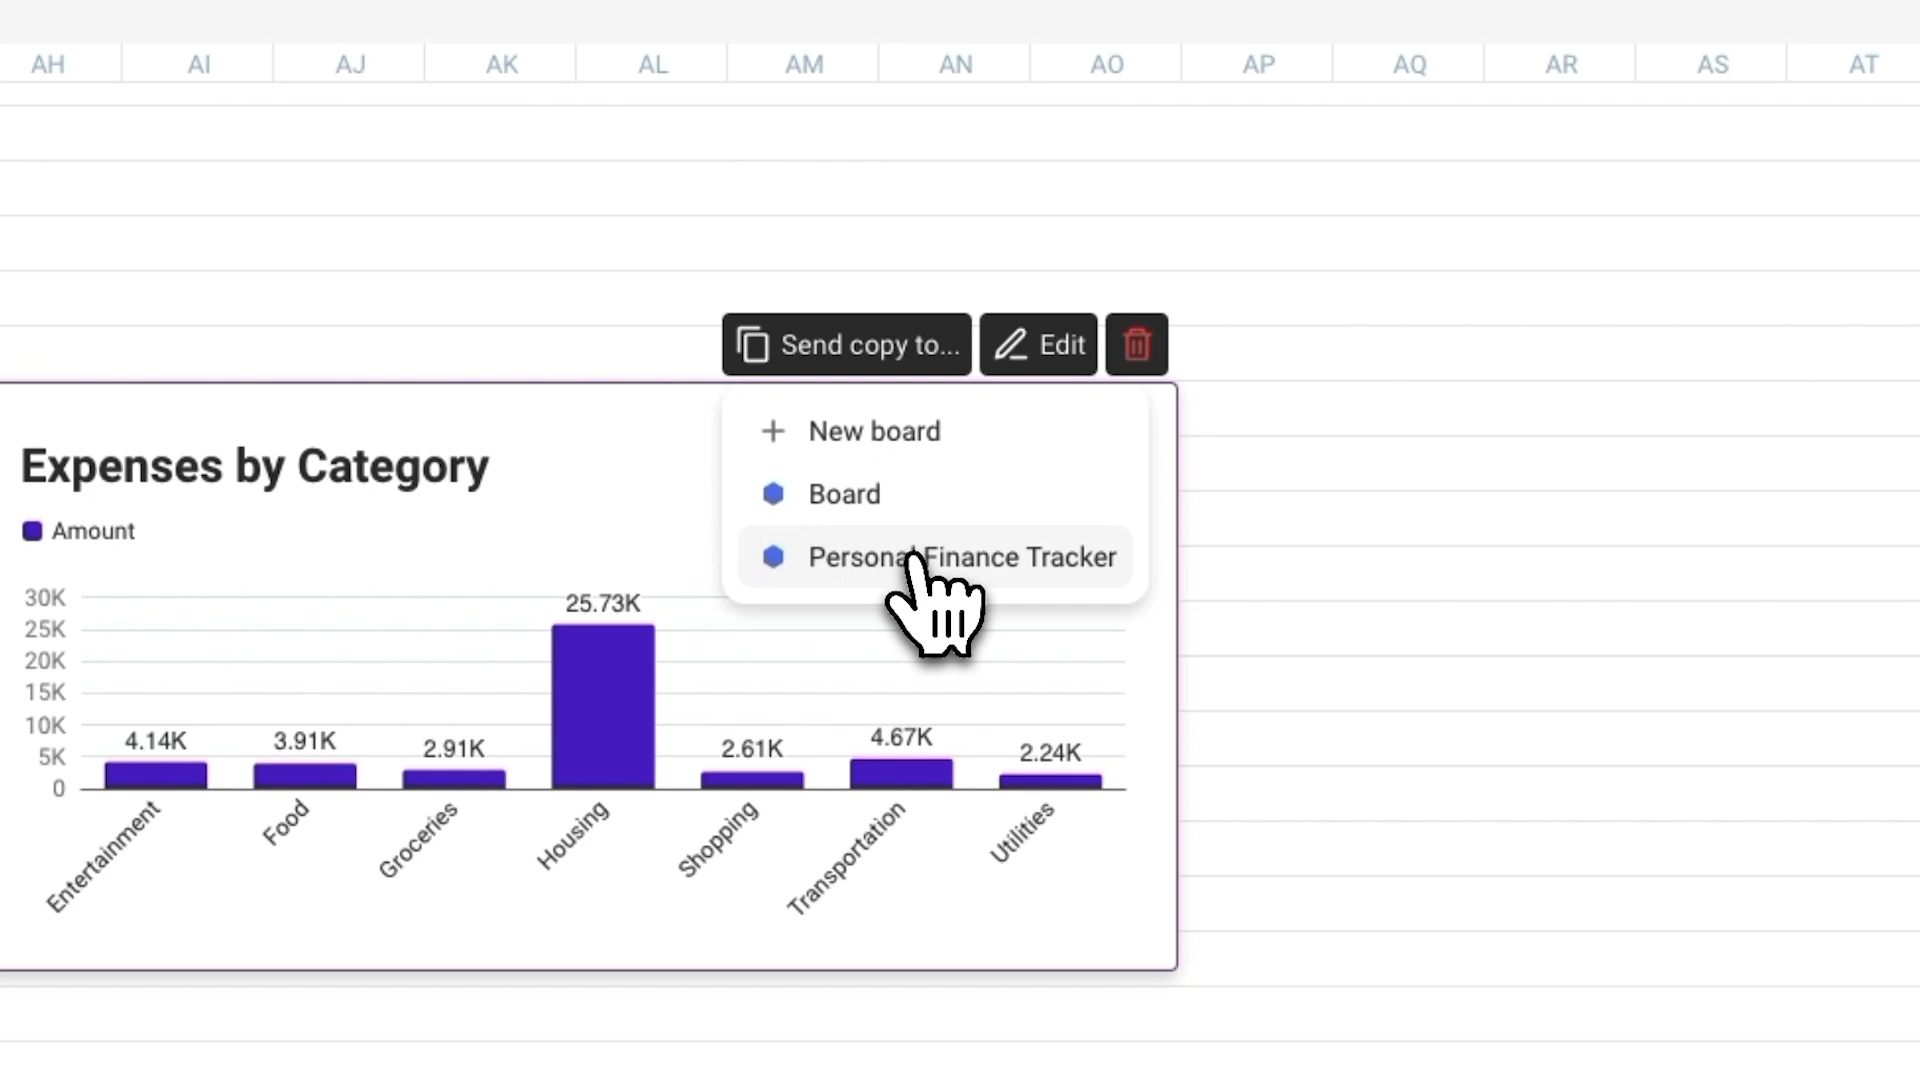 AH AI AJ AK AL AM AN AO AP AQ AR AS AT
Send copy to... Edit
New board
Board
Personal Finance Tracker
Expenses by Category
Amount
30K
25K
20K
15K
10K
5K
0
4.14K 3.91K 2.91K 25.73K 2.61K 4.67K 2.24K
Entertainment Food Groceries Housing Shopping Transportation Utilities